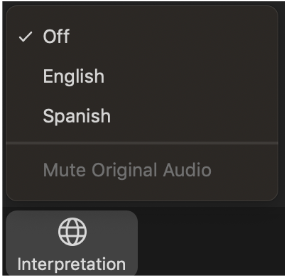 Off
English
Spanish
Mute Original Audio
Interpretation